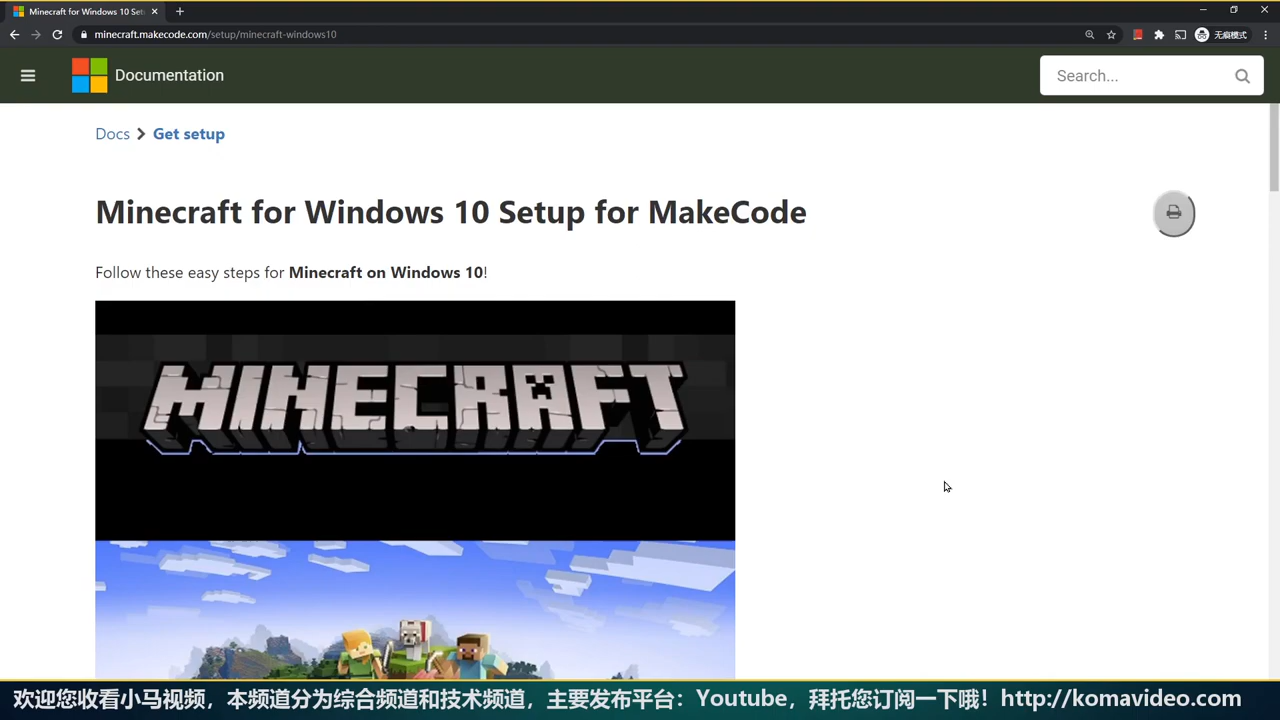 Minecraft for Windows 10 Set
minecraft.makecode.com/setup/minecraft-windows10
无痕模式
Documentation
Search...
Docs > Get setup
Minecraft for Windows 10 Setup for MakeCode
Follow these easy steps for Minecraft on Windows 10!
MINECRAFT
欢迎您收看小马视频，本频道分为综合频道和技术频道，主要发布平台：Youtube，拜托您订阅一下哦！http://komavideo.com